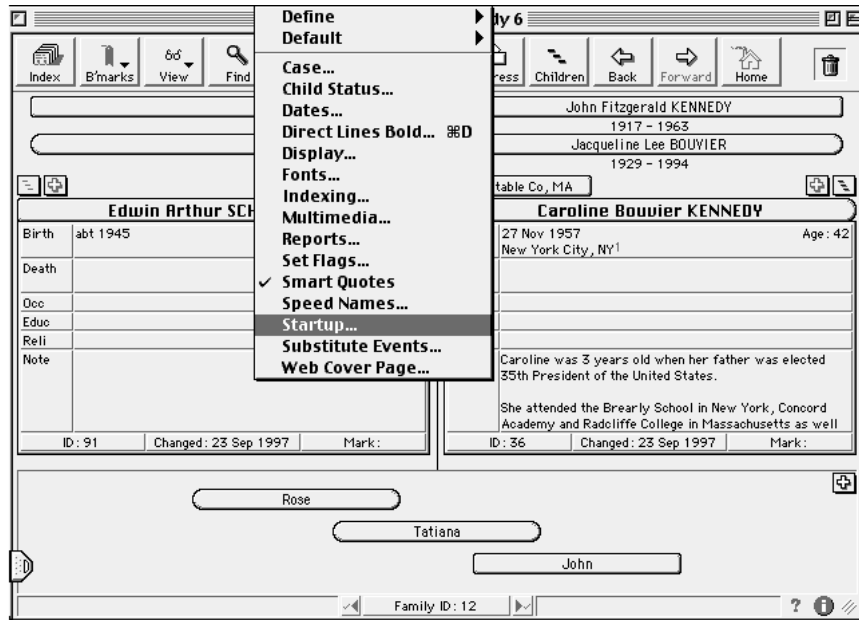 dy 6
Define
Default
Case...
Child Status...
Dates...
Direct Lines Bold... ⌘D
Display...
Fonts...
Indexing...
Multimedia...
Reports...
Set Flags...
✓ Smart Quotes
Speed Names...
Startup...
Substitute Events...
Web Cover Page...
Index
B'marks
View
Find
ress
Children
Back
Forward
Home
John Fitzgerald KENNEDY
1917 - 1963
Jacqueline Lee BOUVIER
1929 - 1994
table Co, MA
Edwin Arthur SCH
Birth abt 1945
Death
Occ
Educ
Reli
Note
ID: 91 Changed: 23 Sep 1997 Mark:
Caroline Bouvier KENNEDY
27 Nov 1957 Age: 42
New York City, NY1
Caroline was 3 years old when her father was elected
35th President of the United States.
She attended the Brearly School in New York, Concord
Academy and Radcliffe College in Massachusetts as well
ID: 36 Changed: 23 Sep 1997 Mark:
Rose
Tatiana
John
Family ID: 12
?